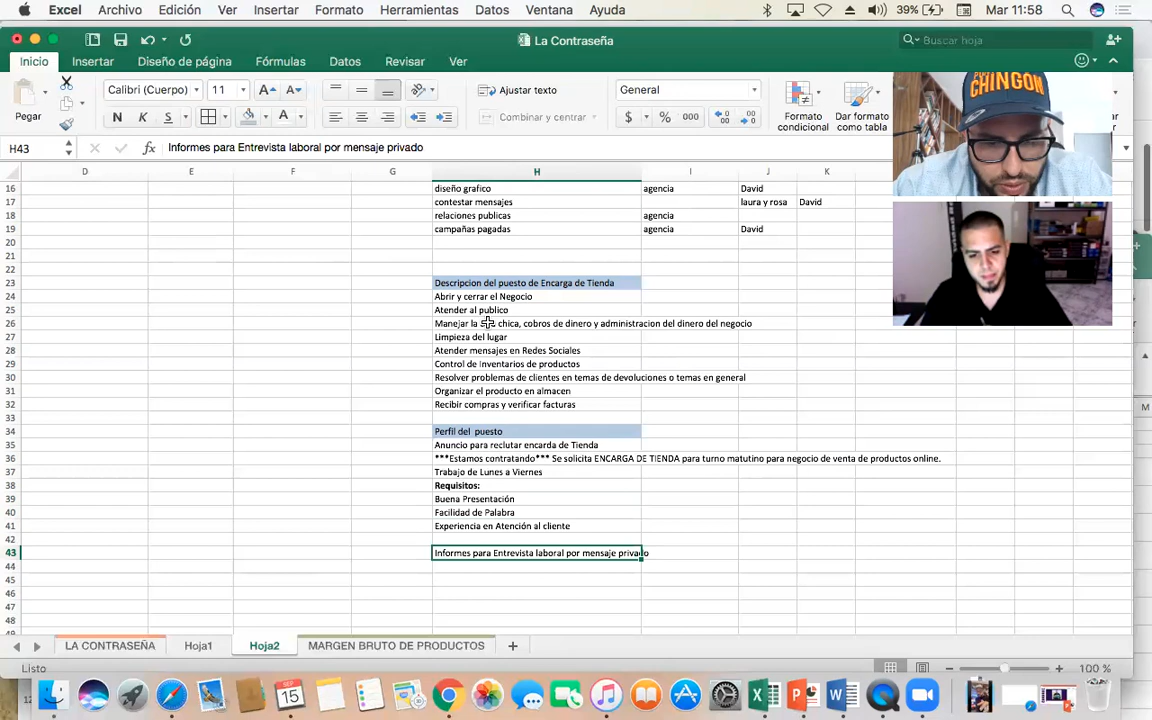 Excel Archivo Edición Ver Insertar Formato Herramientas Datos Ventana Ayuda 39% Mar 11:58
La Contraseña
Buscar hoja
Inicio Insertar Diseño de página Fórmulas Datos Revisar Ver
Pegar
Calibri (Cuerpo) 11
N K S
Ajustar texto
Combinar y centrar
General
$ % 000
Formato condicional
Dar formato como tabla
CHINGON
H43 fx Informes para Entrevista laboral por mensaje privado
D E F G H I J K
16 diseño grafico agencia David
17 contestar mensajes laura y rosa David
18 relaciones publicas agencia
19 campañas pagadas agencia David
20
21
22
23 Descripcion del puesto de Encarga de Tienda
24 Abrir y cerrar el Negocio
25 Atender al publico
26 Manejar la chica, cobros de dinero y administracion del dinero del negocio
27 Limpieza del lugar
28 Atender mensajes en Redes Sociales
29 Control de Inventarios de productos
30 Resolver problemas de clientes en temas de devoluciones o temas en general
31 Organizar el producto en almacen
32 Recibir compras y verificar facturas
33
34 Perfil del puesto
35 Anuncio para reclutar encarda de Tienda
36 ***Estamos contratando*** Se solicita ENCARGA DE TIENDA para turno matutino para negocio de venta de productos online.
37 Trabajo de Lunes a Viernes
38 Requisitos:
39 Buena Presentación
40 Facilidad de Palabra
41 Experiencia en Atención al cliente
42
43 Informes para Entrevista laboral por mensaje privado
44
45
46
47
48
49
LA CONTRASEÑA Hoja1 Hoja2 MARGEN BRUTO DE PRODUCTOS
Listo
100 %
SEP
15
M
12